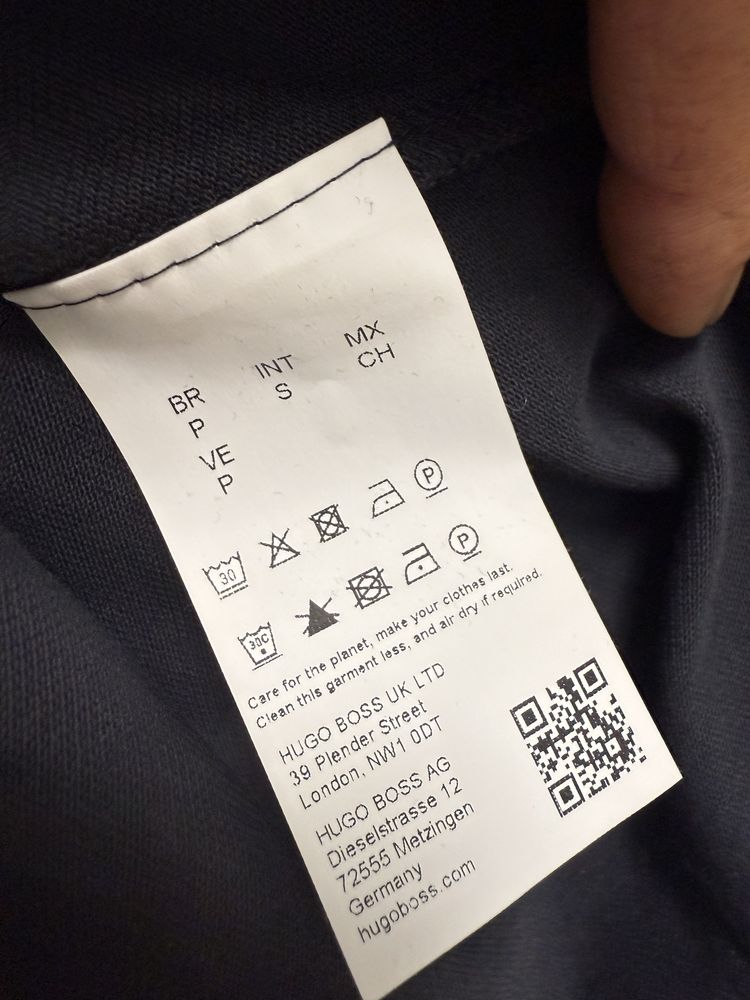 BR INT MX
P S CH
VE
P
30 P
30C P
Care for the planet, make your clothes last.
Clean this garment less, and air dry if required.
HUGO BOSS UK LTD
39 Plender Street
London, NW1 0DT
HUGO BOSS AG
Dieselstrasse 12
72555 Metzingen
Germany
hugoboss.com